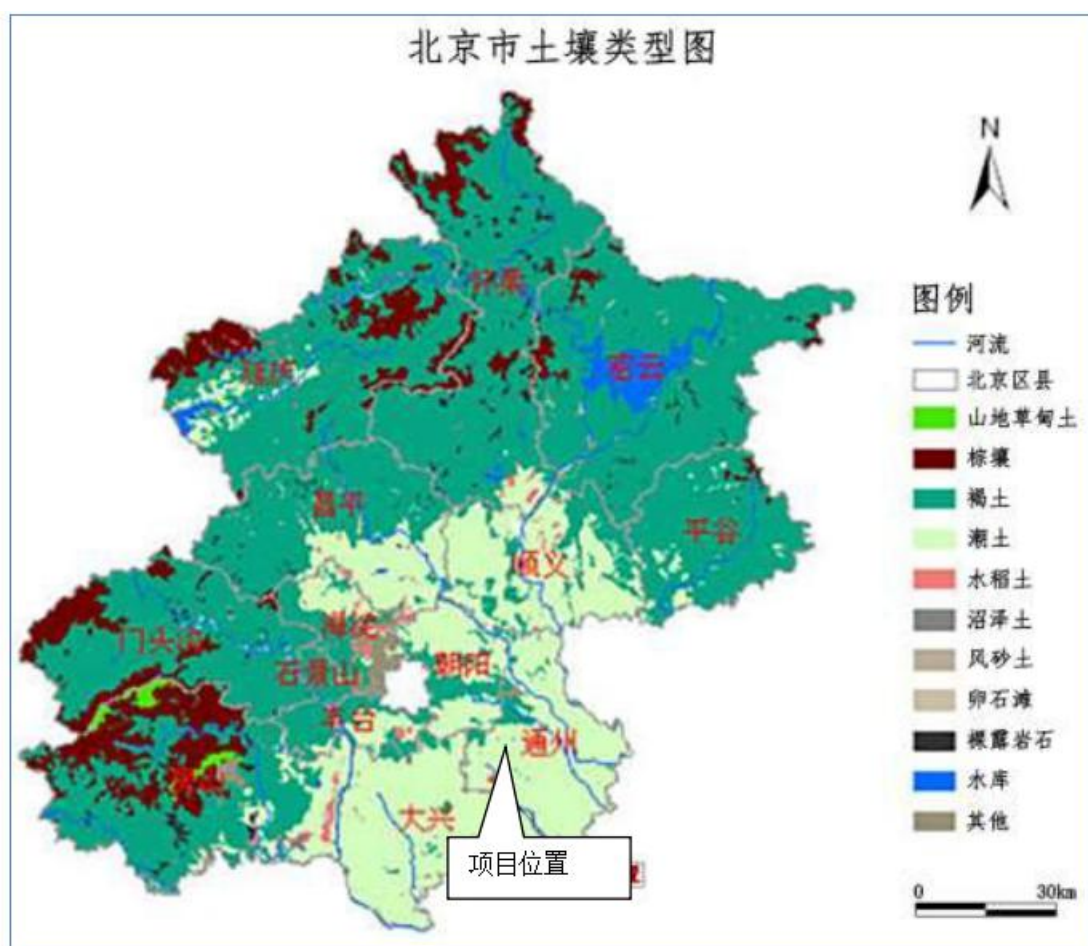 北京市土壤类型图
N
怀柔
密云
延庆
昌平
平谷
顺义
海淀
门头沟
朝阳
石景山
丰台
通州
房山
大兴
项目位置
图例
河流
北京区县
山地草甸土
棕壤
褐土
潮土
水稻土
沼泽土
风砂土
卵石滩
裸露岩石
水库
其他
0 30km